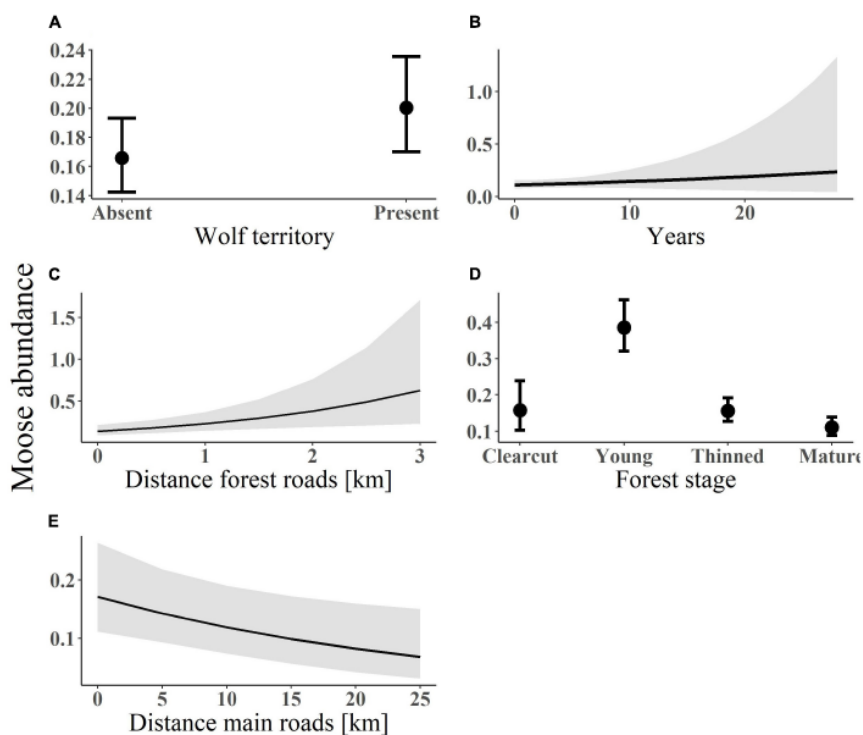 A
0.24
0.22
0.20
0.18
0.16
0.14
Absent Present
Wolf territory
B
1.0
0.5
0.0
0 10 20
Years
Moose abundance
C
1.5
1.0
0.5
0 1 2 3
Distance forest roads [km]
D
0.4
0.3
0.2
0.1
Clearcut Young Thinned Mature
Forest stage
E
0.2
0.1
0 5 10 15 20 25
Distance main roads [km]